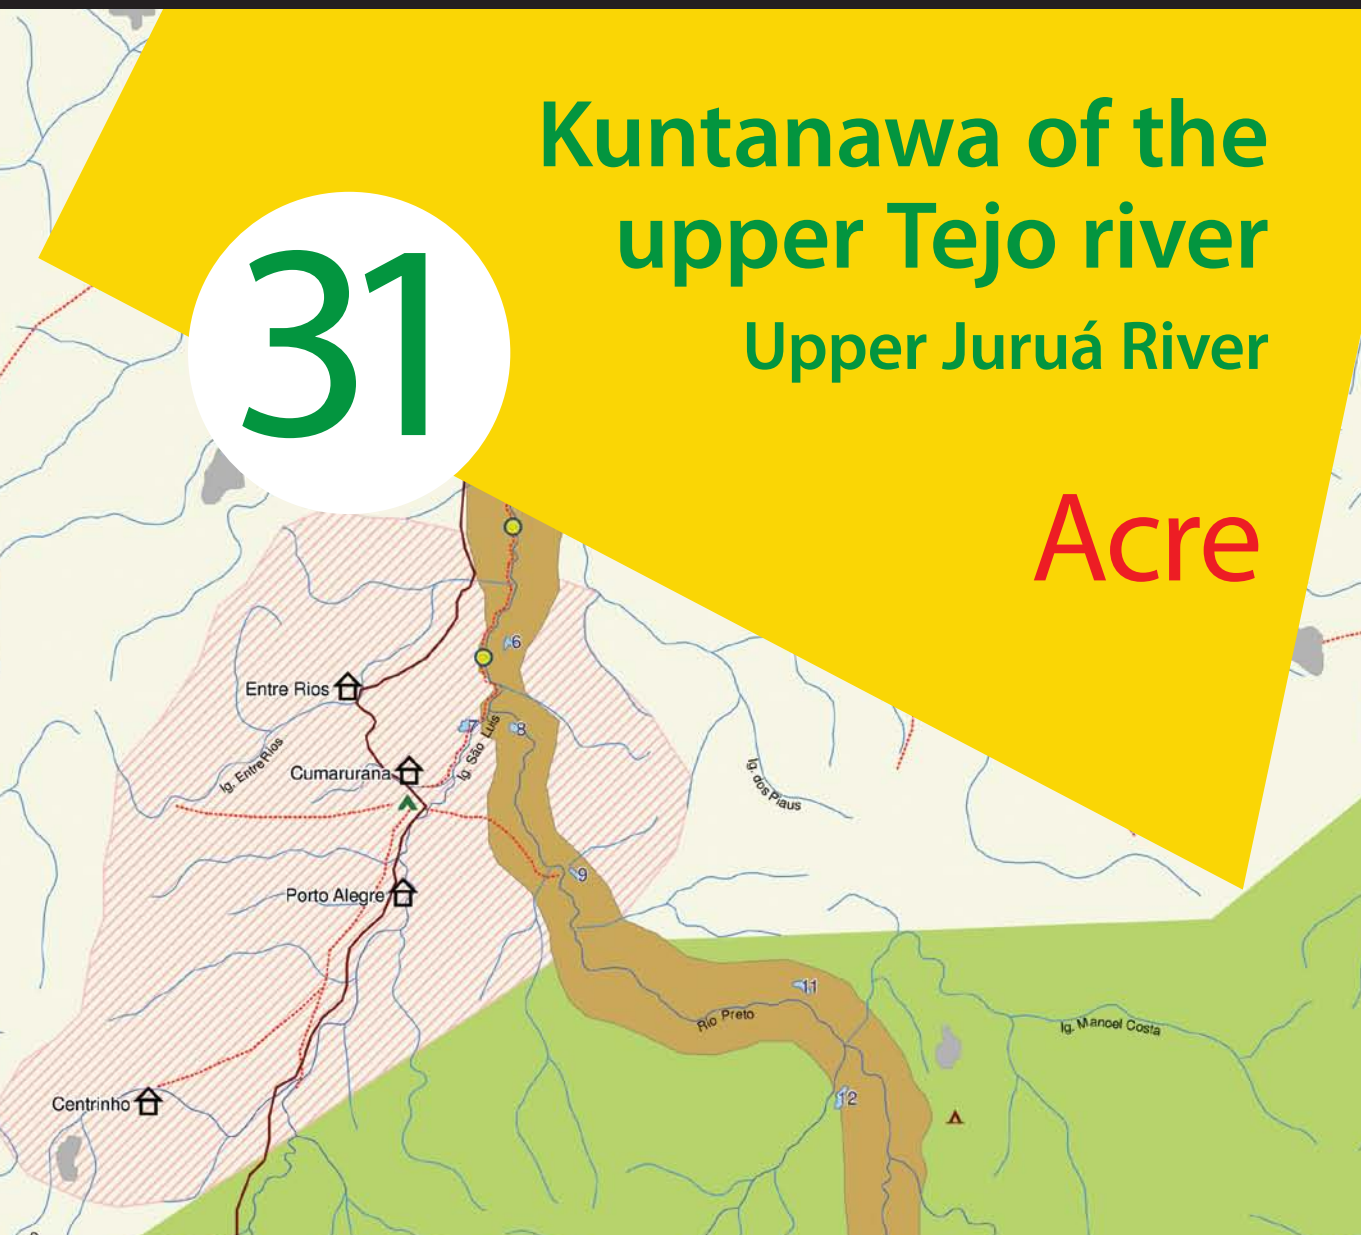 Kuntanawa of the
upper Tejo river
31
Upper Juruá River
Acre
6
Entre Rios
7
8
Ig. São Luis
Ig. Entre Rios
Cumarurana
Ig. dos Piaus
9
Porto Alegre
11
Rio Preto
Ig. Manoel Costa
12
Centrinho